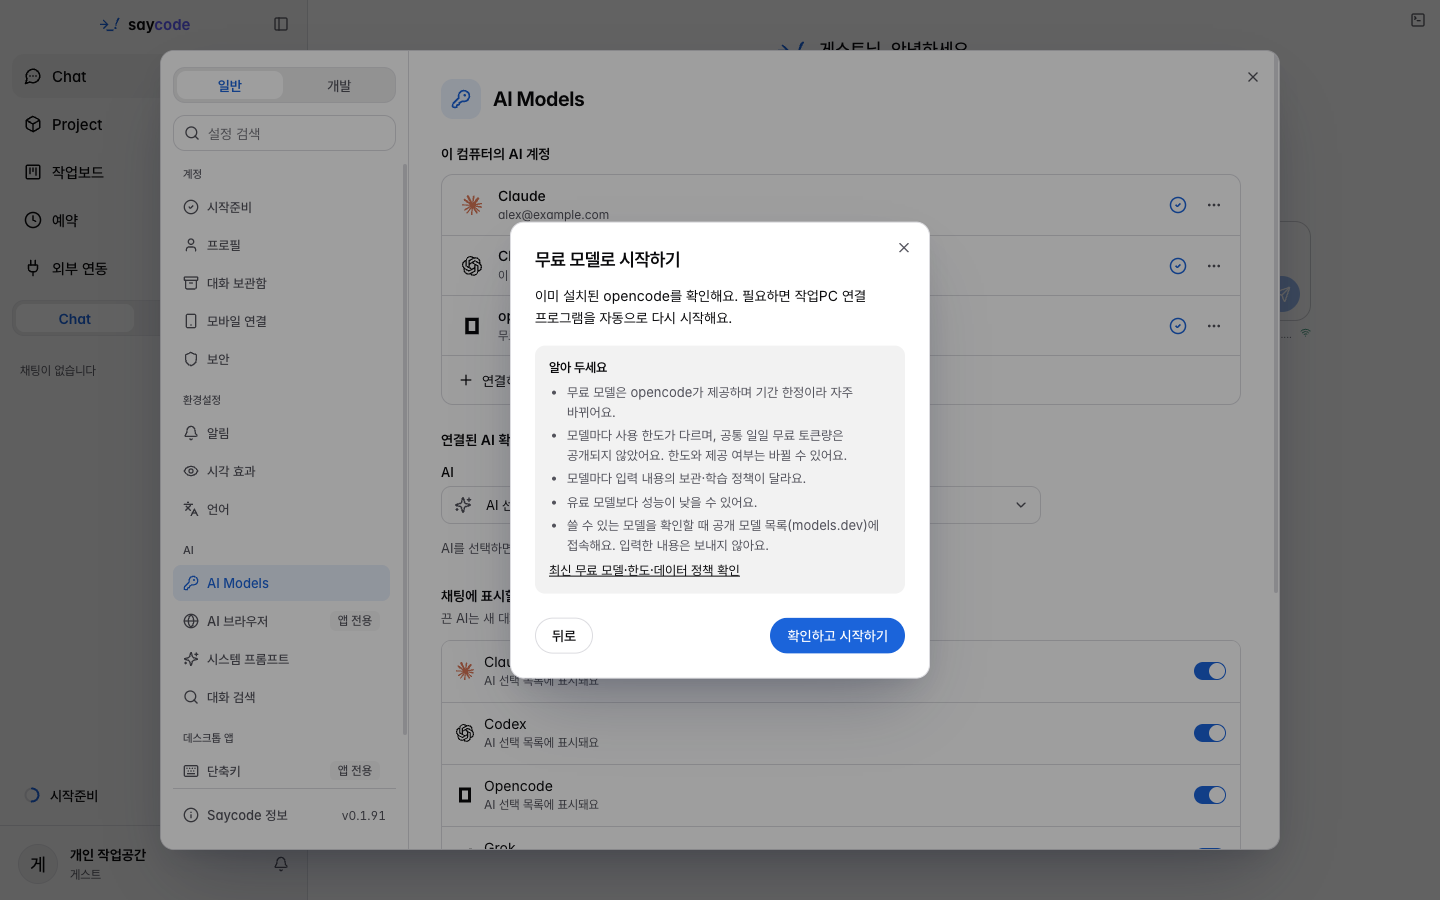 saycode
Chat
Project
작업보드
예약
외부 연동
Chat
채팅이 없습니다
시작준비
게
개인 작업공간
게스트
게스트님, 안녕하세요
일반
개발
설정 검색
계정
시작준비
프로필
대화 보관함
모바일 연결
보안
환경설정
알림
시각 효과
언어
AI
AI Models
AI 브라우저
앱 전용
시스템 프롬프트
대화 검색
데스크톱 앱
단축키
앱 전용
Saycode 정보
v0.1.91
AI Models
이 컴퓨터의 AI 계정
Claude
alex@example.com
이
무
연결
연결된 AI 확
AI
AI 선
AI를 선택하면
채팅에 표시할
끈 AI는 새 대
Clau
AI 선택 목록에 표시돼요
Codex
AI 선택 목록에 표시돼요
Opencode
AI 선택 목록에 표시돼요
Grok
무료 모델로 시작하기
이미 설치된 opencode를 확인해요. 필요하면 작업PC 연결
프로그램을 자동으로 다시 시작해요.
알아 두세요
• 무료 모델은 opencode가 제공하며 기간 한정이라 자주
바뀌어요.
• 모델마다 사용 한도가 다르며, 공통 일일 무료 토큰량은
공개되지 않았어요. 한도와 제공 여부는 바뀔 수 있어요.
• 모델마다 입력 내용의 보관·학습 정책이 달라요.
• 유료 모델보다 성능이 낮을 수 있어요.
• 쓸 수 있는 모델을 확인할 때 공개 모델 목록(models.dev)에
접속해요. 입력한 내용은 보내지 않아요.
최신 무료 모델·한도·데이터 정책 확인
뒤로
확인하고 시작하기